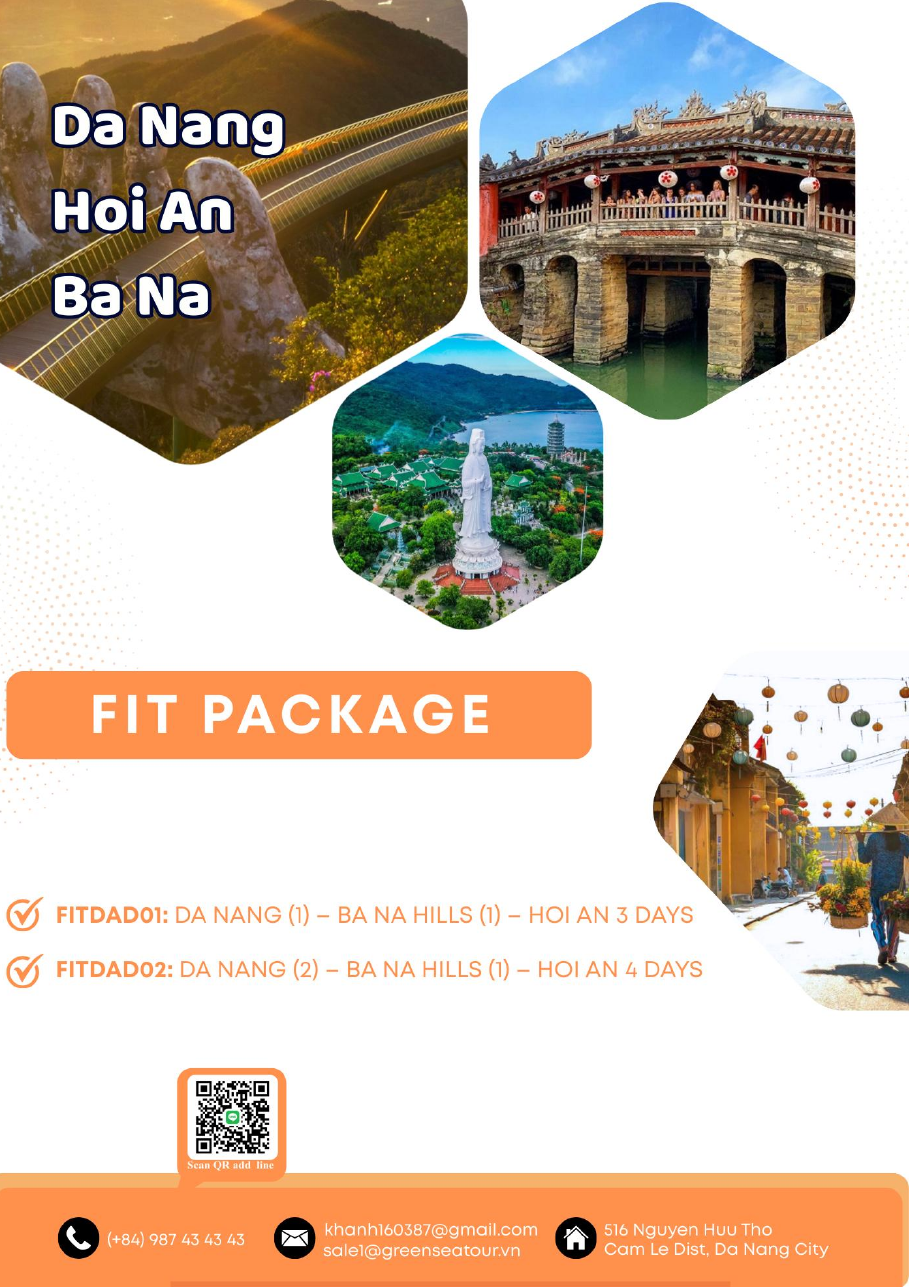 Da Nang
Hoi An
Ba Na
FIT PACKAGE
FITDAD01: DA NANG (1) – BA NA HILLS (1) – HOI AN 3 DAYS
FITDAD02: DA NANG (2) – BA NA HILLS (1) – HOI AN 4 DAYS
Scan QR add line
(+84) 987 43 43 43
khanh160387@gmail.com
sale1@greenseatour.vn
516 Nguyen Huu Tho
Cam Le Dist, Da Nang City